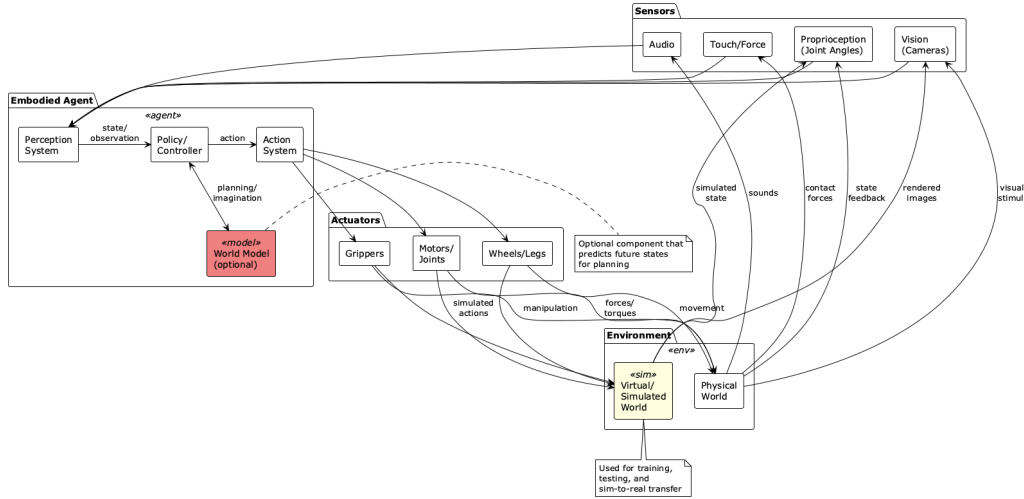 Sensors
Audio
Touch/Force
Proprioception
(Joint Angles)
Vision
(Cameras)
Embodied Agent
«agent»
Perception
System
state/
observation
Policy/
Controller
action
Action
System
planning/
imagination
«model»
World Model
(optional)
Actuators
Grippers
Motors/
Joints
Wheels/Legs
Optional component that
predicts future states
for planning
simulated
state
sounds
contact
forces
state
feedback
rendered
images
visual
stimuli
simulated
actions
manipulation
forces/
torques
movement
Environment
«env»
«sim»
Virtual/
Simulated
World
Physical
World
Used for training,
testing, and
sim-to-real transfer